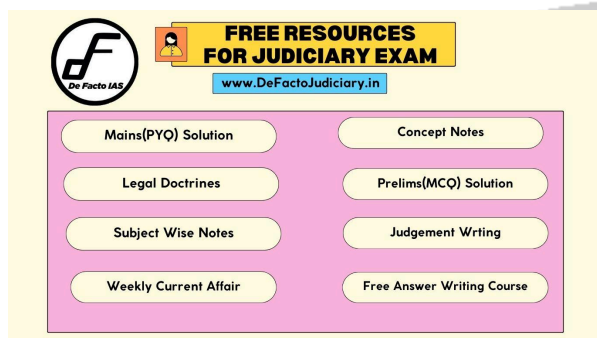 FREE RESOURCES
FOR JUDICIARY EXAM
De Facto IAS
www.DeFactoJudiciary.in
Mains(PYQ) Solution
Concept Notes
Legal Doctrines
Prelims(MCQ) Solution
Subject Wise Notes
Judgement Wrting
Weekly Current Affair
Free Answer Writing Course